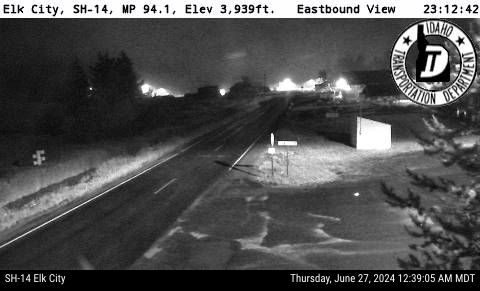 Elk City, SH-14, MP 94.1, Elev 3,939ft. Eastbound View 23:12:42
IDAHO
TRANSPORTATION DEPARTMENT
SH-14 Elk City Thursday, June 27, 2024 12:39:05 AM MDT